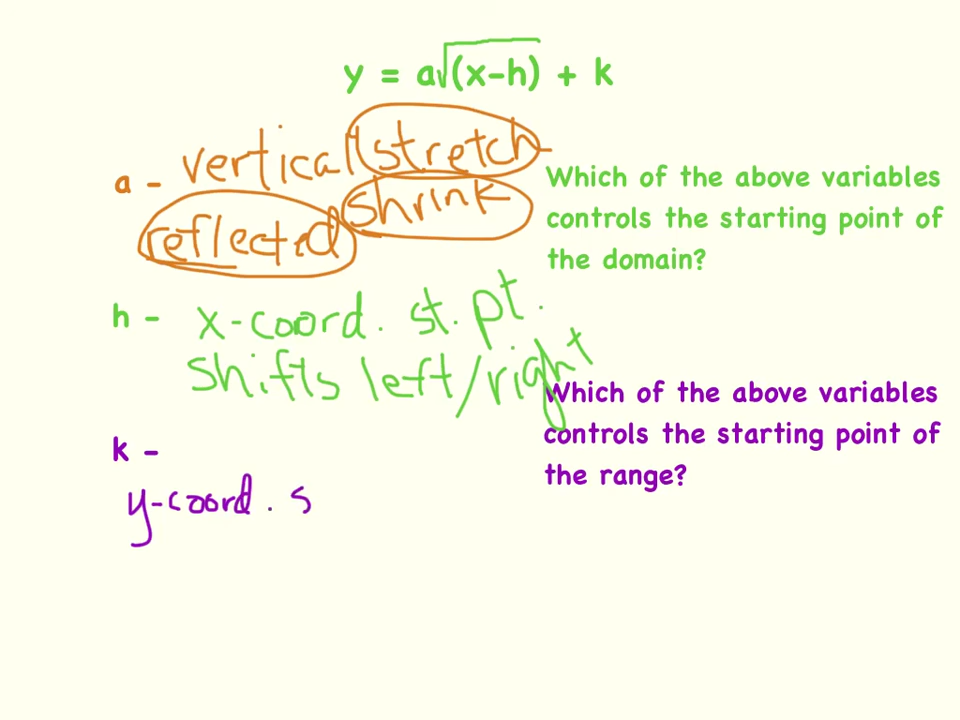 y = a√(x-h) + k
a - vertical stretch
shrink
reflected
Which of the above variables
controls the starting point of
the domain?
h - x-coord. st. pt.
shifts left/right
Which of the above variables
controls the starting point of
the range?
k -
y-coord. s